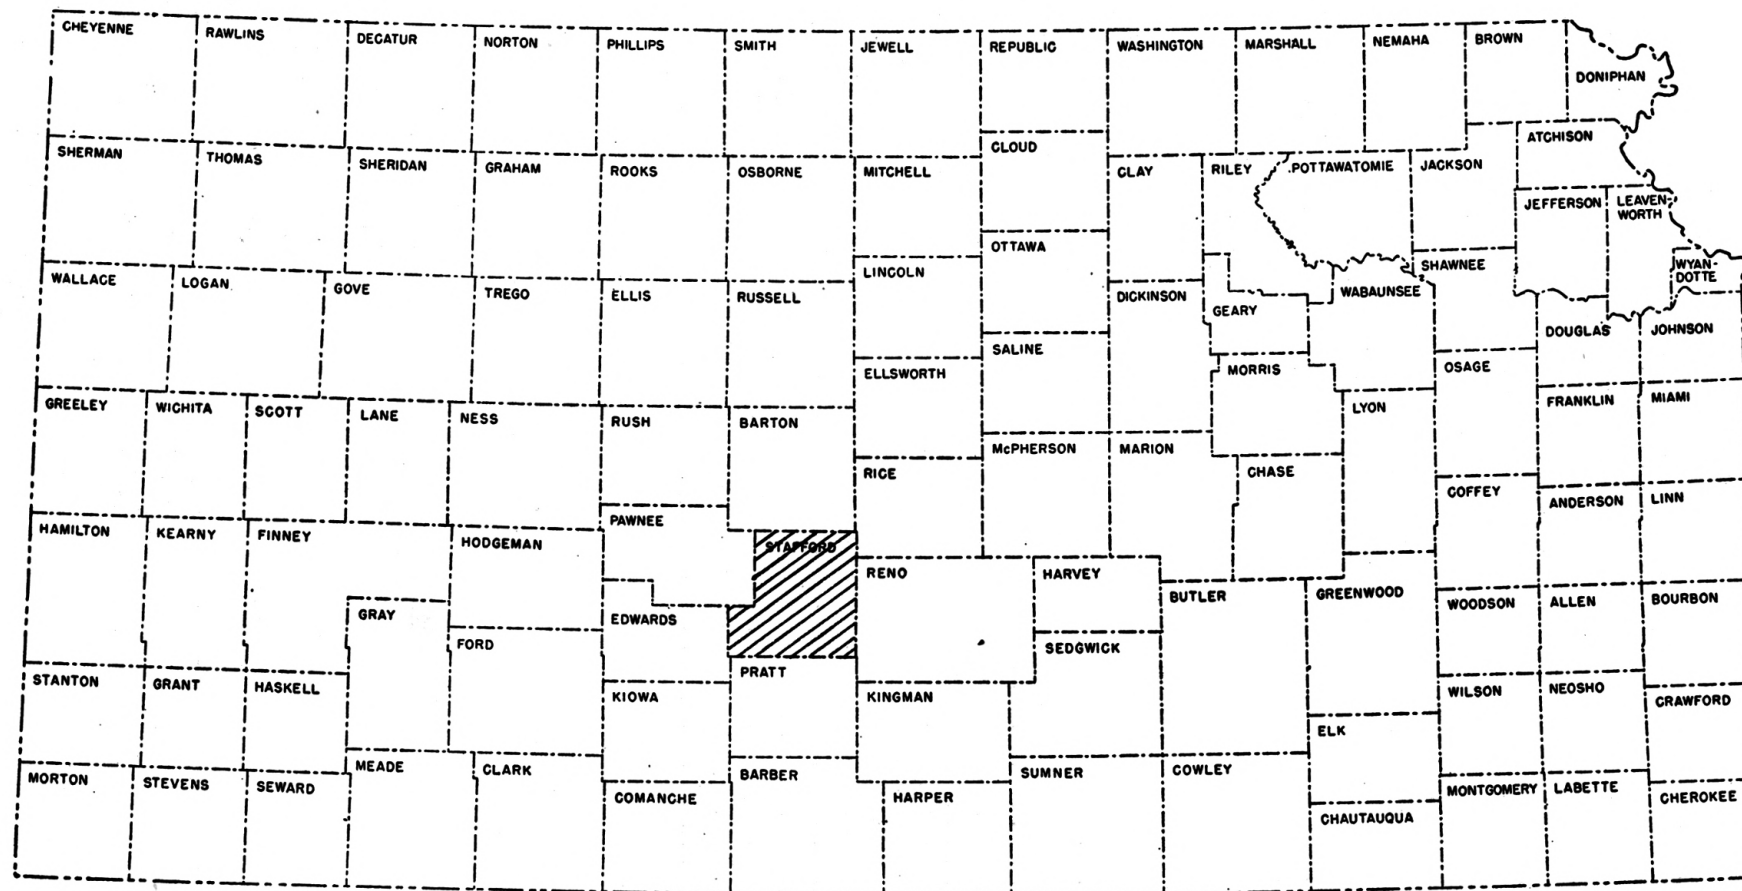 CHEYENNE
RAWLINS
DECATUR
NORTON
PHILLIPS
SMITH
JEWELL
REPUBLIC
WASHINGTON
MARSHALL
NEMAHA
BROWN
DONIPHAN
SHERMAN
THOMAS
SHERIDAN
GRAHAM
ROOKS
OSBORNE
MITCHELL
CLOUD
CLAY
RILEY
POTTAWATOMIE
JACKSON
ATCHISON
JEFFERSON
LEAVEN-
WORTH
WALLACE
LOGAN
GOVE
TREGO
ELLIS
RUSSELL
LINCOLN
OTTAWA
DICKINSON
GEARY
WABAUNSEE
SHAWNEE
WYAN-
DOTTE
DOUGLAS
JOHNSON
GREELEY
WICHITA
SCOTT
LANE
NESS
RUSH
BARTON
ELLSWORTH
SALINE
MORRIS
LYON
OSAGE
FRANKLIN
MIAMI
HAMILTON
KEARNY
FINNEY
HODGEMAN
PAWNEE
STAFFORD
RICE
McPHERSON
MARION
CHASE
COFFEY
ANDERSON
LINN
GRAY
FORD
EDWARDS
RENO
HARVEY
BUTLER
GREENWOOD
WOODSON
ALLEN
BOURBON
STANTON
GRANT
HASKELL
KIOWA
PRATT
KINGMAN
SEDGWICK
ELK
WILSON
NEOSHO
CRAWFORD
MORTON
STEVENS
SEWARD
MEADE
CLARK
COMANCHE
BARBER
HARPER
SUMNER
COWLEY
CHAUTAUQUA
MONTGOMERY
LABETTE
CHEROKEE